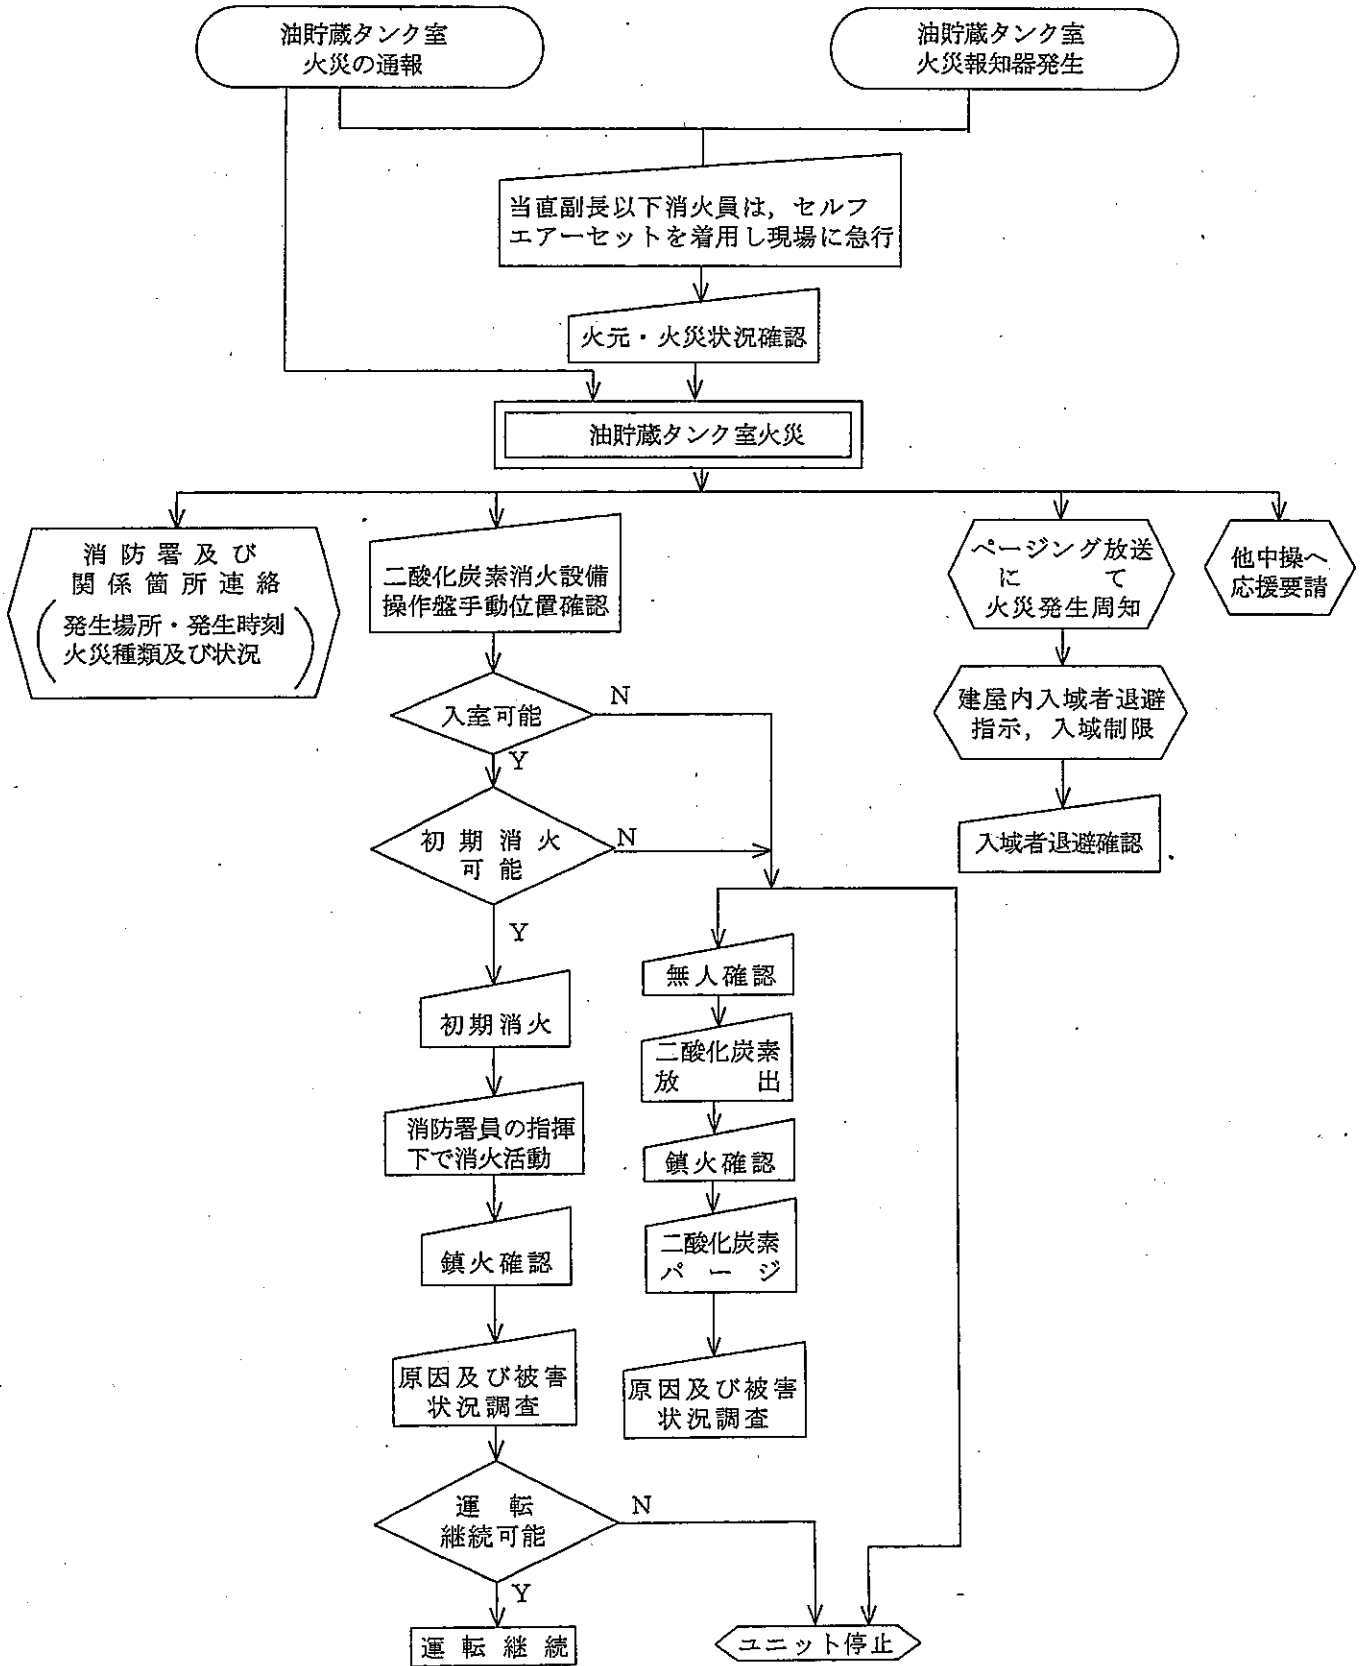 油貯蔵タンク室
火災の通報
油貯蔵タンク室
火災報知器発生
当直副長以下消火員は，セルフ
エアーセットを着用し現場に急行
火元・火災状況確認
油貯蔵タンク室火災
消防署及び
関係箇所連絡
発生場所・発生時刻
火災種類及び状況
二酸化炭素消火設備
操作盤手動位置確認
ページング放送
にて
火災発生周知
他中操へ
応援要請
入室可能
N
Y
建屋内入域者退避
指示，入域制限
初期消火
可能
N
Y
入域者退避確認
無人確認
初期消火
二酸化炭素
放出
消防署員の指揮
下で消火活動
鎮火確認
鎮火確認
二酸化炭素
パージ
原因及び被害
状況調査
原因及び被害
状況調査
運転
継続可能
N
Y
運転継続
ユニット停止